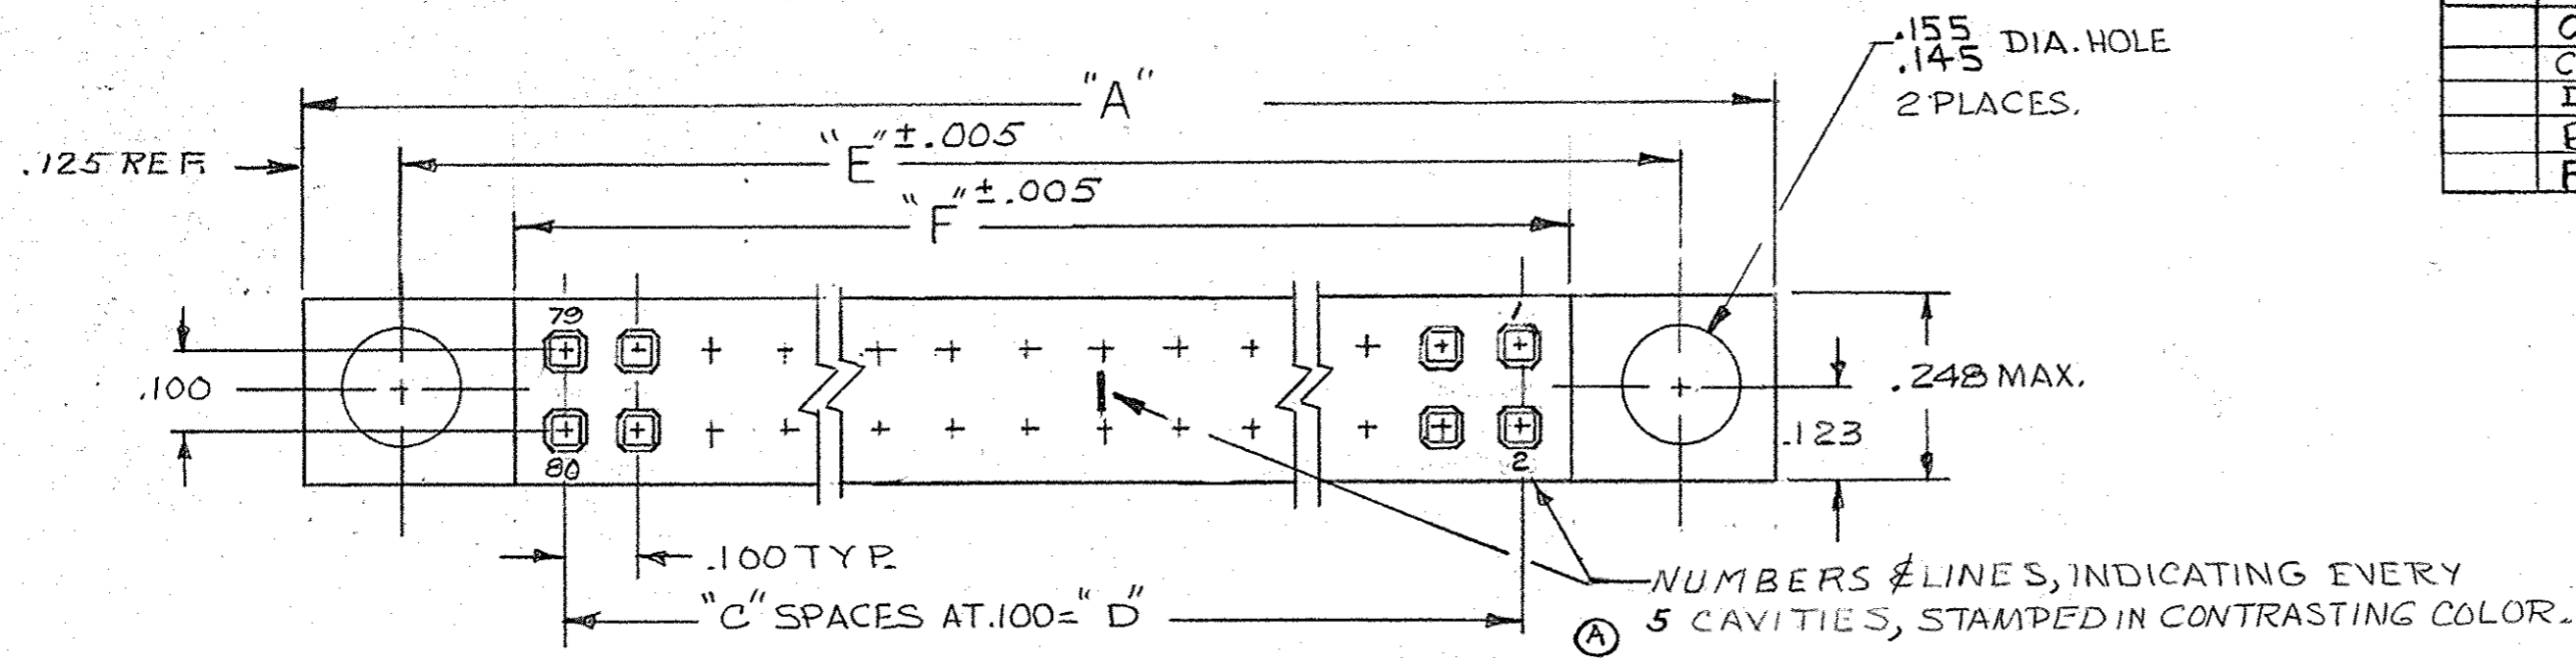 .155
.145 DIA. HOLE
2 PLACES.
"A"
"E" ±.005
.125 REF.
"F" ±.005
79
1
.100
.248 MAX.
.123
80
2
.100 TYP.
"C" SPACES AT .100 = "D"
NUMBERS & LINES, INDICATING EVERY
5 CAVITIES, STAMPED IN CONTRASTING COLOR.
A